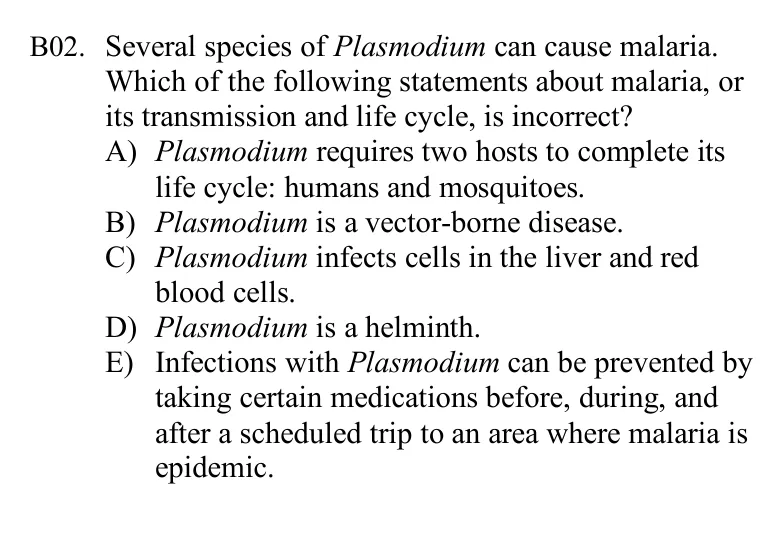 B02. Several species of Plasmodium can cause malaria.
Which of the following statements about malaria, or
its transmission and life cycle, is incorrect?
A) Plasmodium requires two hosts to complete its
life cycle: humans and mosquitoes.
B) Plasmodium is a vector-borne disease.
C) Plasmodium infects cells in the liver and red
blood cells.
D) Plasmodium is a helminth.
E) Infections with Plasmodium can be prevented by
taking certain medications before, during, and
after a scheduled trip to an area where malaria is
epidemic.